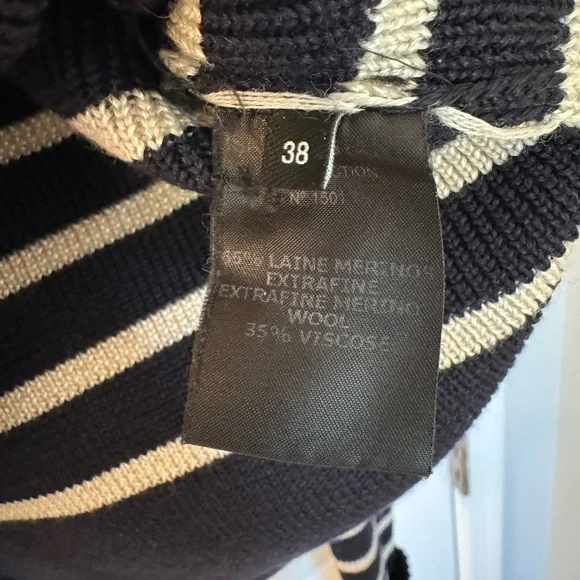 38
N° 1501
65% LAINE MERINOS
EXTRAFINE
EXTRAFINE MERINO
WOOL
35% VISCOSE